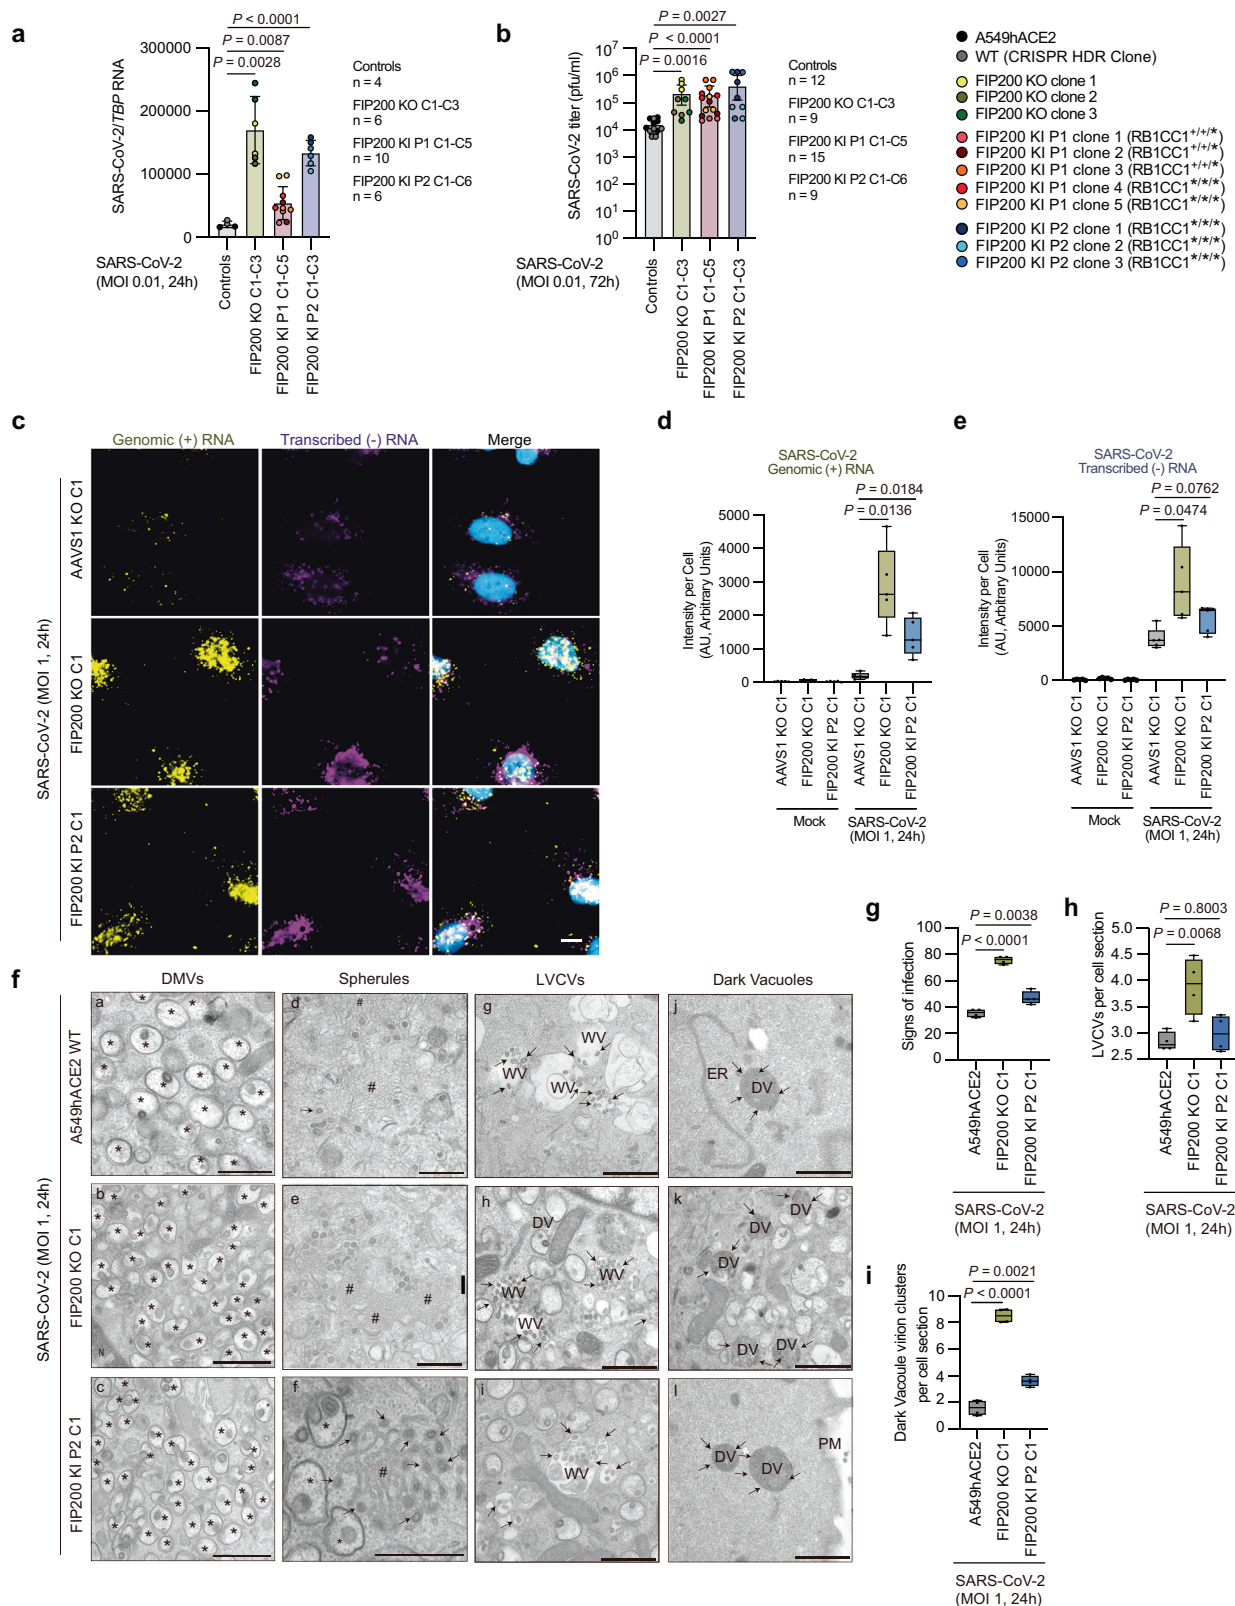 a
P < 0.0001
P = 0.0087
P = 0.0028
SARS-CoV-2/TBP RNA
300000
200000
100000
0
SARS-CoV-2
(MOI 0.01, 24h)
Controls
FIP200 KO C1-C3
FIP200 KI P1 C1-C5
FIP200 KI P2 C1-C3
Controls
n = 4
FIP200 KO C1-C3
n = 6
FIP200 KI P1 C1-C5
n = 10
FIP200 KI P2 C1-C6
n = 6
b
P = 0.0027
P < 0.0001
P = 0.0016
SARS-CoV-2 titer (pfu/ml)
10⁷
10⁶
10⁵
10⁴
10³
10²
10¹
10⁰
SARS-CoV-2
(MOI 0.01, 72h)
Controls
FIP200 KO C1-C3
FIP200 KI P1 C1-C5
FIP200 KI P2 C1-C3
Controls
n = 12
FIP200 KO C1-C3
n = 9
FIP200 KI P1 C1-C5
n = 15
FIP200 KI P2 C1-C6
n = 9
A549hACE2
WT (CRISPR HDR Clone)
FIP200 KO clone 1
FIP200 KO clone 2
FIP200 KO clone 3
FIP200 KI P1 clone 1 (RB1CC1+/+/*)
FIP200 KI P1 clone 2 (RB1CC1+/+/*)
FIP200 KI P1 clone 3 (RB1CC1+/+/*)
FIP200 KI P1 clone 4 (RB1CC1*/*/*)
FIP200 KI P1 clone 5 (RB1CC1*/*/*)
FIP200 KI P2 clone 1 (RB1CC1*/*/*)
FIP200 KI P2 clone 2 (RB1CC1*/*/*)
FIP200 KI P2 clone 3 (RB1CC1*/*/*)
c
Genomic (+) RNA
Transcribed (-) RNA
Merge
SARS-CoV-2 (MOI 1, 24h)
AAVS1 KO C1
FIP200 KO C1
FIP200 KI P2 C1
d
SARS-CoV-2
Genomic (+) RNA
P = 0.0184
P = 0.0136
Intensity per Cell
(AU, Arbitrary Units)
5000
4000
3000
2000
1000
0
AAVS1 KO C1
FIP200 KO C1
FIP200 KI P2 C1
AAVS1 KO C1
FIP200 KO C1
FIP200 KI P2 C1
Mock
SARS-CoV-2
(MOI 1, 24h)
e
SARS-CoV-2
Transcribed (-) RNA
P = 0.0762
P = 0.0474
Intensity per Cell
(AU, Arbitrary Units)
15000
10000
5000
0
AAVS1 KO C1
FIP200 KO C1
FIP200 KI P2 C1
AAVS1 KO C1
FIP200 KO C1
FIP200 KI P2 C1
Mock
SARS-CoV-2
(MOI 1, 24h)
f
DMVs
Spherules
LVCVs
Dark Vacuoles
SARS-CoV-2 (MOI 1, 24h)
A549hACE2 WT
a
* * * * * * * * * * * * * * *
d
# # #
g
WV
WV
WV
j
ER
DV
FIP200 KO C1
b
N
e
# # # #
h
DV
WV
WV
WV
k
DV
DV
DV
DV
DV
FIP200 KI P2 C1
c
f
*
#
*
*
i
WV
l
DV
DV
PM
g
P = 0.0038
P < 0.0001
Signs of infection
100
80
60
40
20
0
A549hACE2
FIP200 KO C1
FIP200 KI P2 C1
SARS-CoV-2
(MOI 1, 24h)
h
P = 0.8003
P = 0.0068
LVCVs per cell section
5.0
4.5
4.0
3.5
3.0
2.5
A549hACE2
FIP200 KO C1
FIP200 KI P2 C1
SARS-CoV-2
(MOI 1, 24h)
i
P = 0.0021
P < 0.0001
Dark Vacoule virion clusters
per cell section
10
8
6
4
2
0
A549hACE2
FIP200 KO C1
FIP200 KI P2 C1
SARS-CoV-2
(MOI 1, 24h)